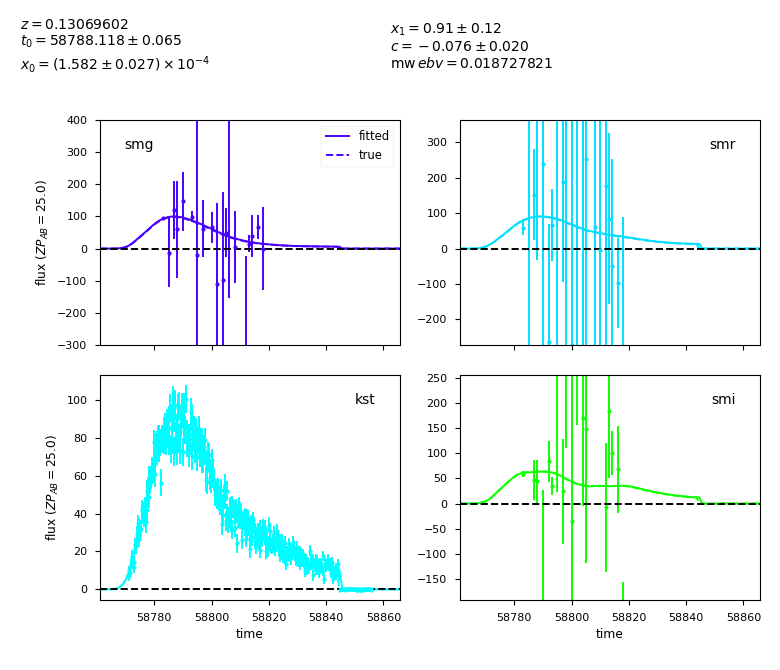 z = 0.13069602
t₀ = 58788.118 ± 0.065
x₀ = (1.582 ± 0.027) × 10⁻⁴
x₁ = 0.91 ± 0.12
c = −0.076 ± 0.020
mw ebv = 0.018727821
smg
fitted
true
400
300
200
100
0
−100
−200
−300
flux (ZP_AB = 25.0)
smr
300
200
100
0
−100
−200
kst
100
80
60
40
20
0
flux (ZP_AB = 25.0)
58780 58800 58820 58840 58860
time
smi
250
200
150
100
50
0
−50
−100
−150
58780 58800 58820 58840 58860
time